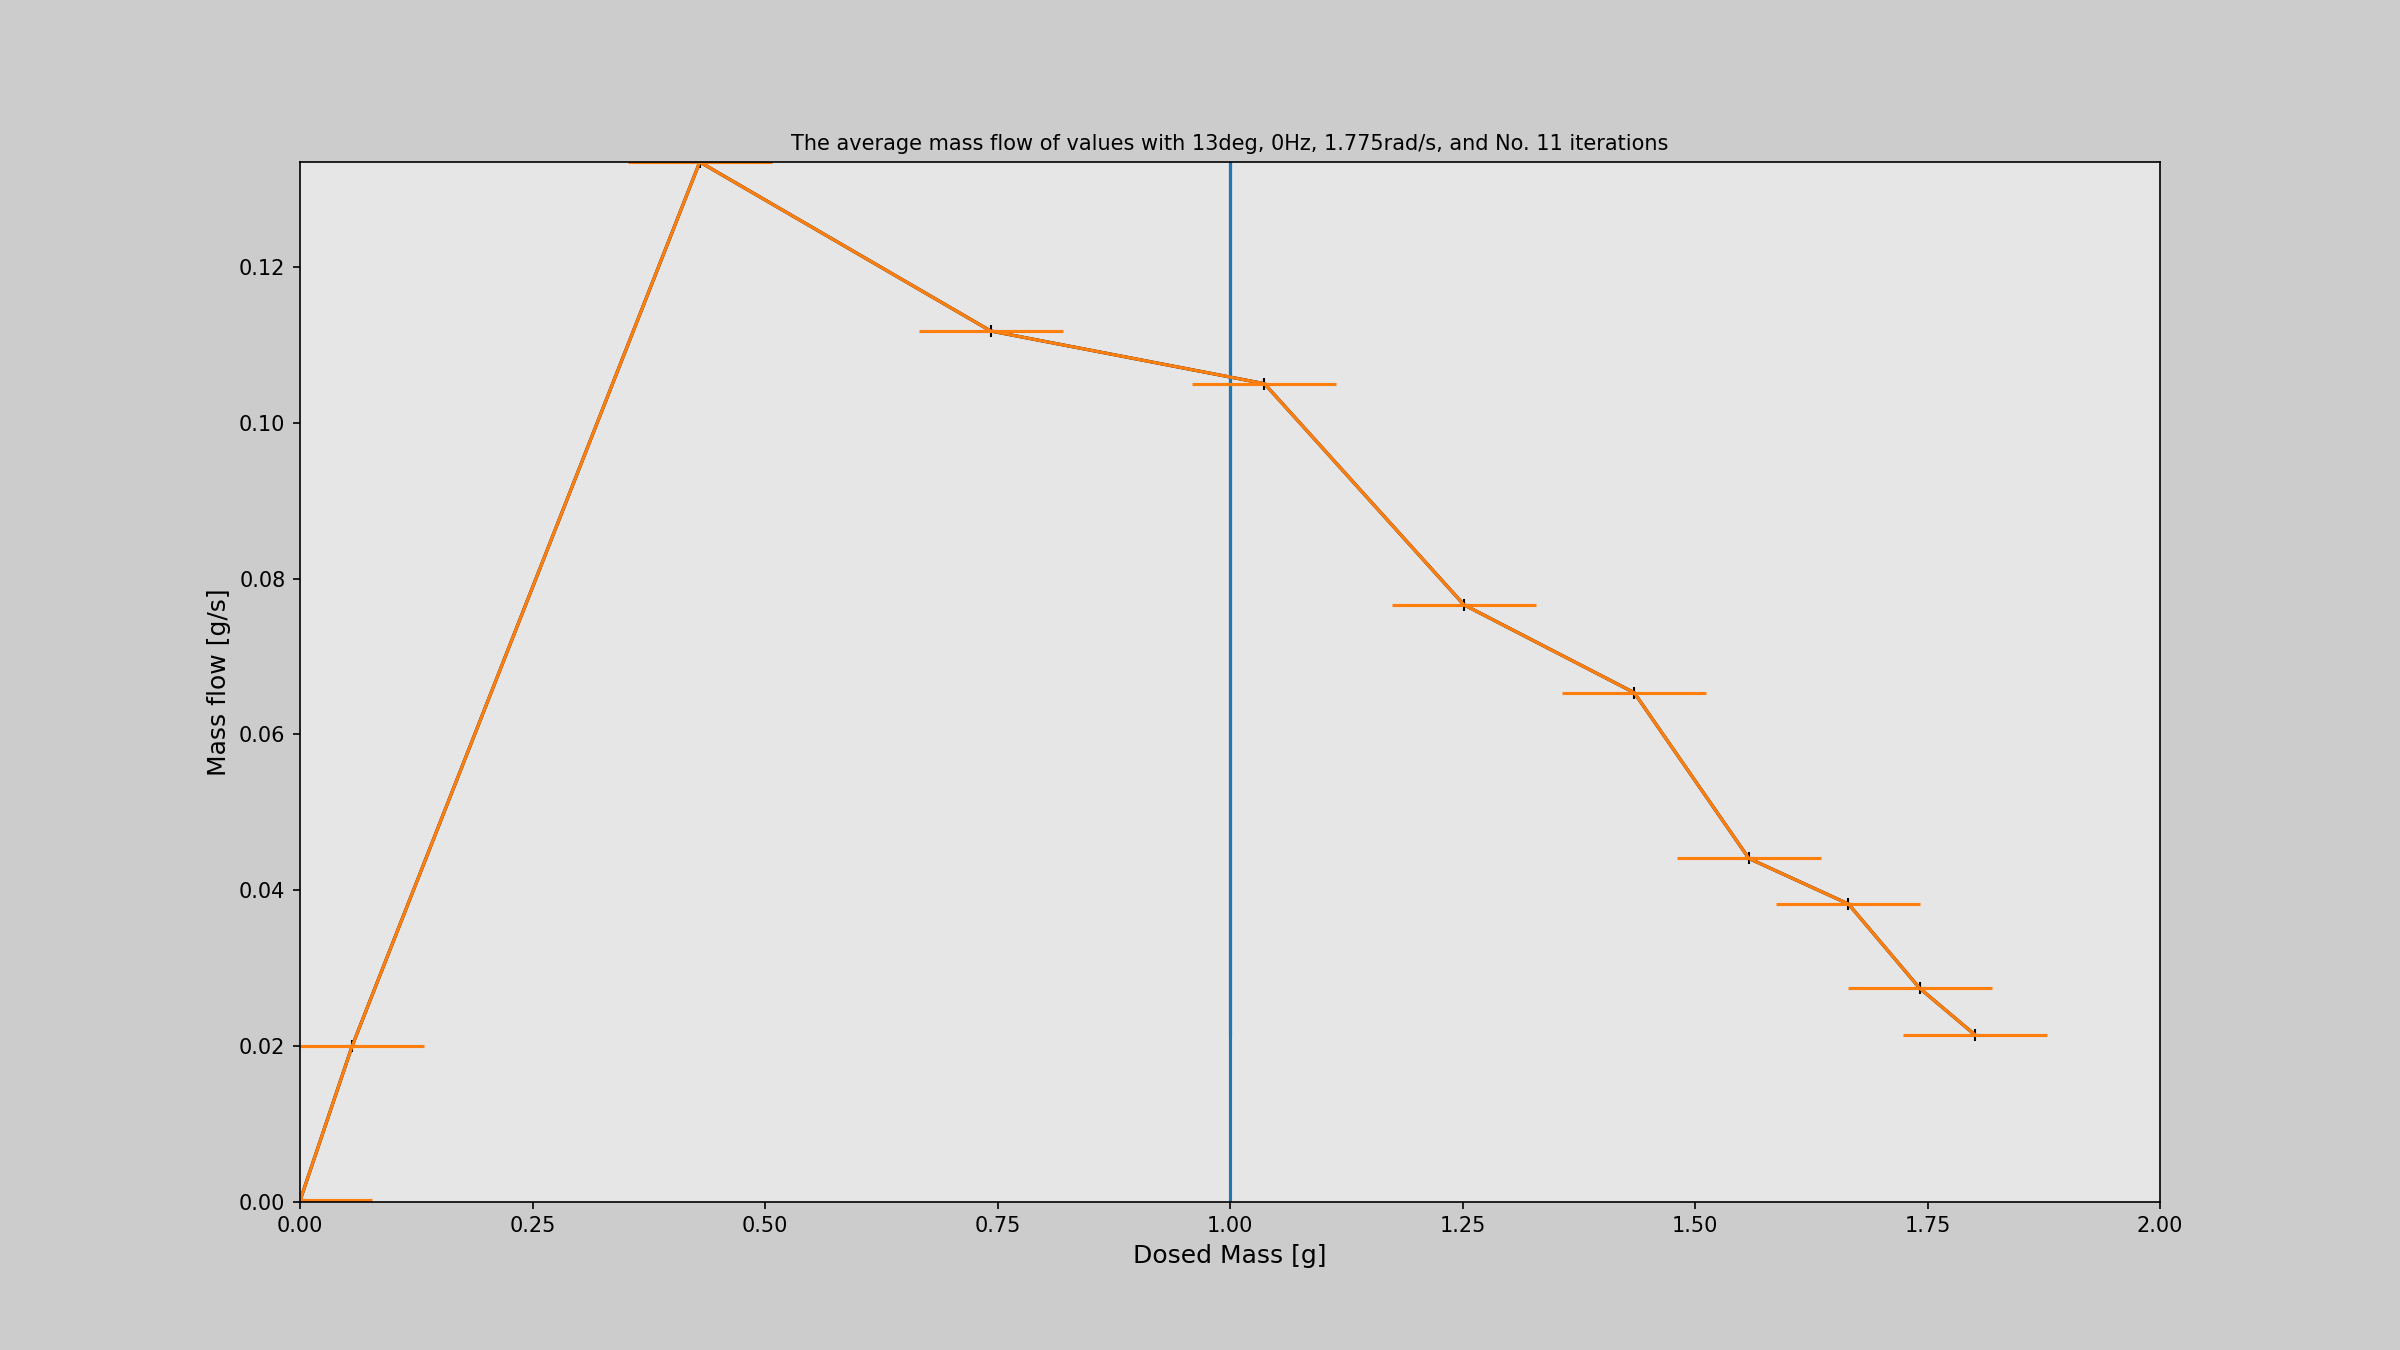 The average mass flow of values with 13deg, 0Hz, 1.775rad/s, and No. 11 iterations
0.12
0.10
0.08
0.06
0.04
0.02
0.00
Mass flow [g/s]
0.00 0.25 0.50 0.75 1.00 1.25 1.50 1.75 2.00
Dosed Mass [g]